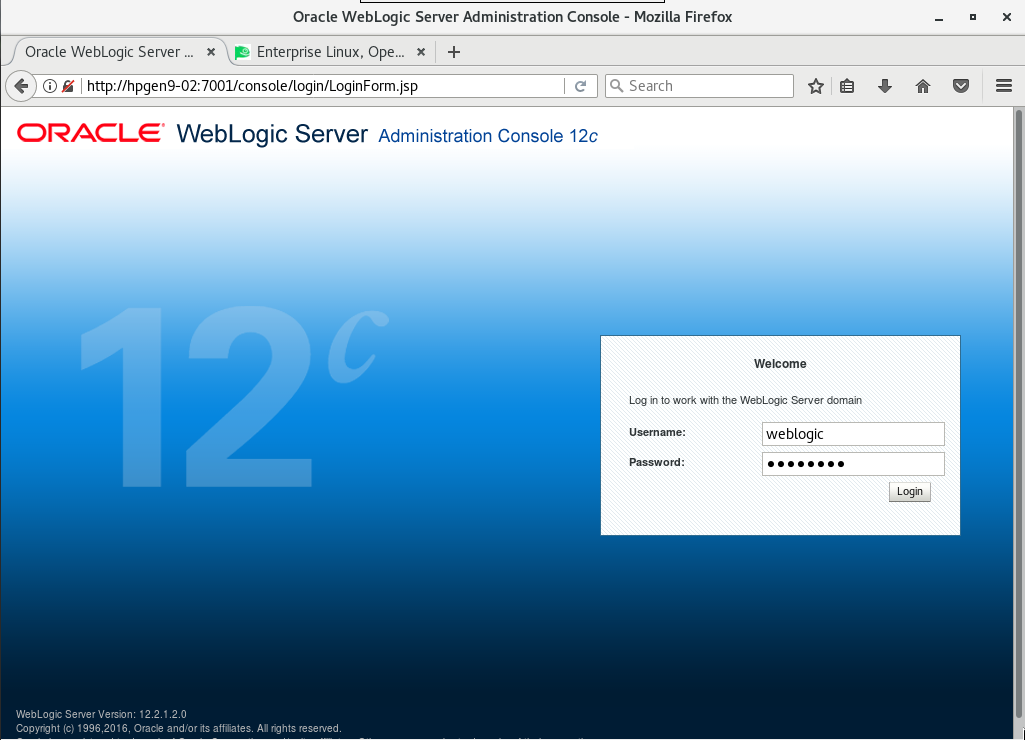 Oracle WebLogic Server Administration Console - Mozilla Firefox
Oracle WebLogic Server ...
Enterprise Linux, Ope...
http://hpgen9-02:7001/console/login/LoginForm.jsp
Search
ORACLE WebLogic Server Administration Console 12c
12c
Welcome
Log in to work with the WebLogic Server domain
Username:
weblogic
Password:
Login
WebLogic Server Version: 12.2.1.2.0
Copyright (c) 1996,2016, Oracle and/or its affiliates. All rights reserved.